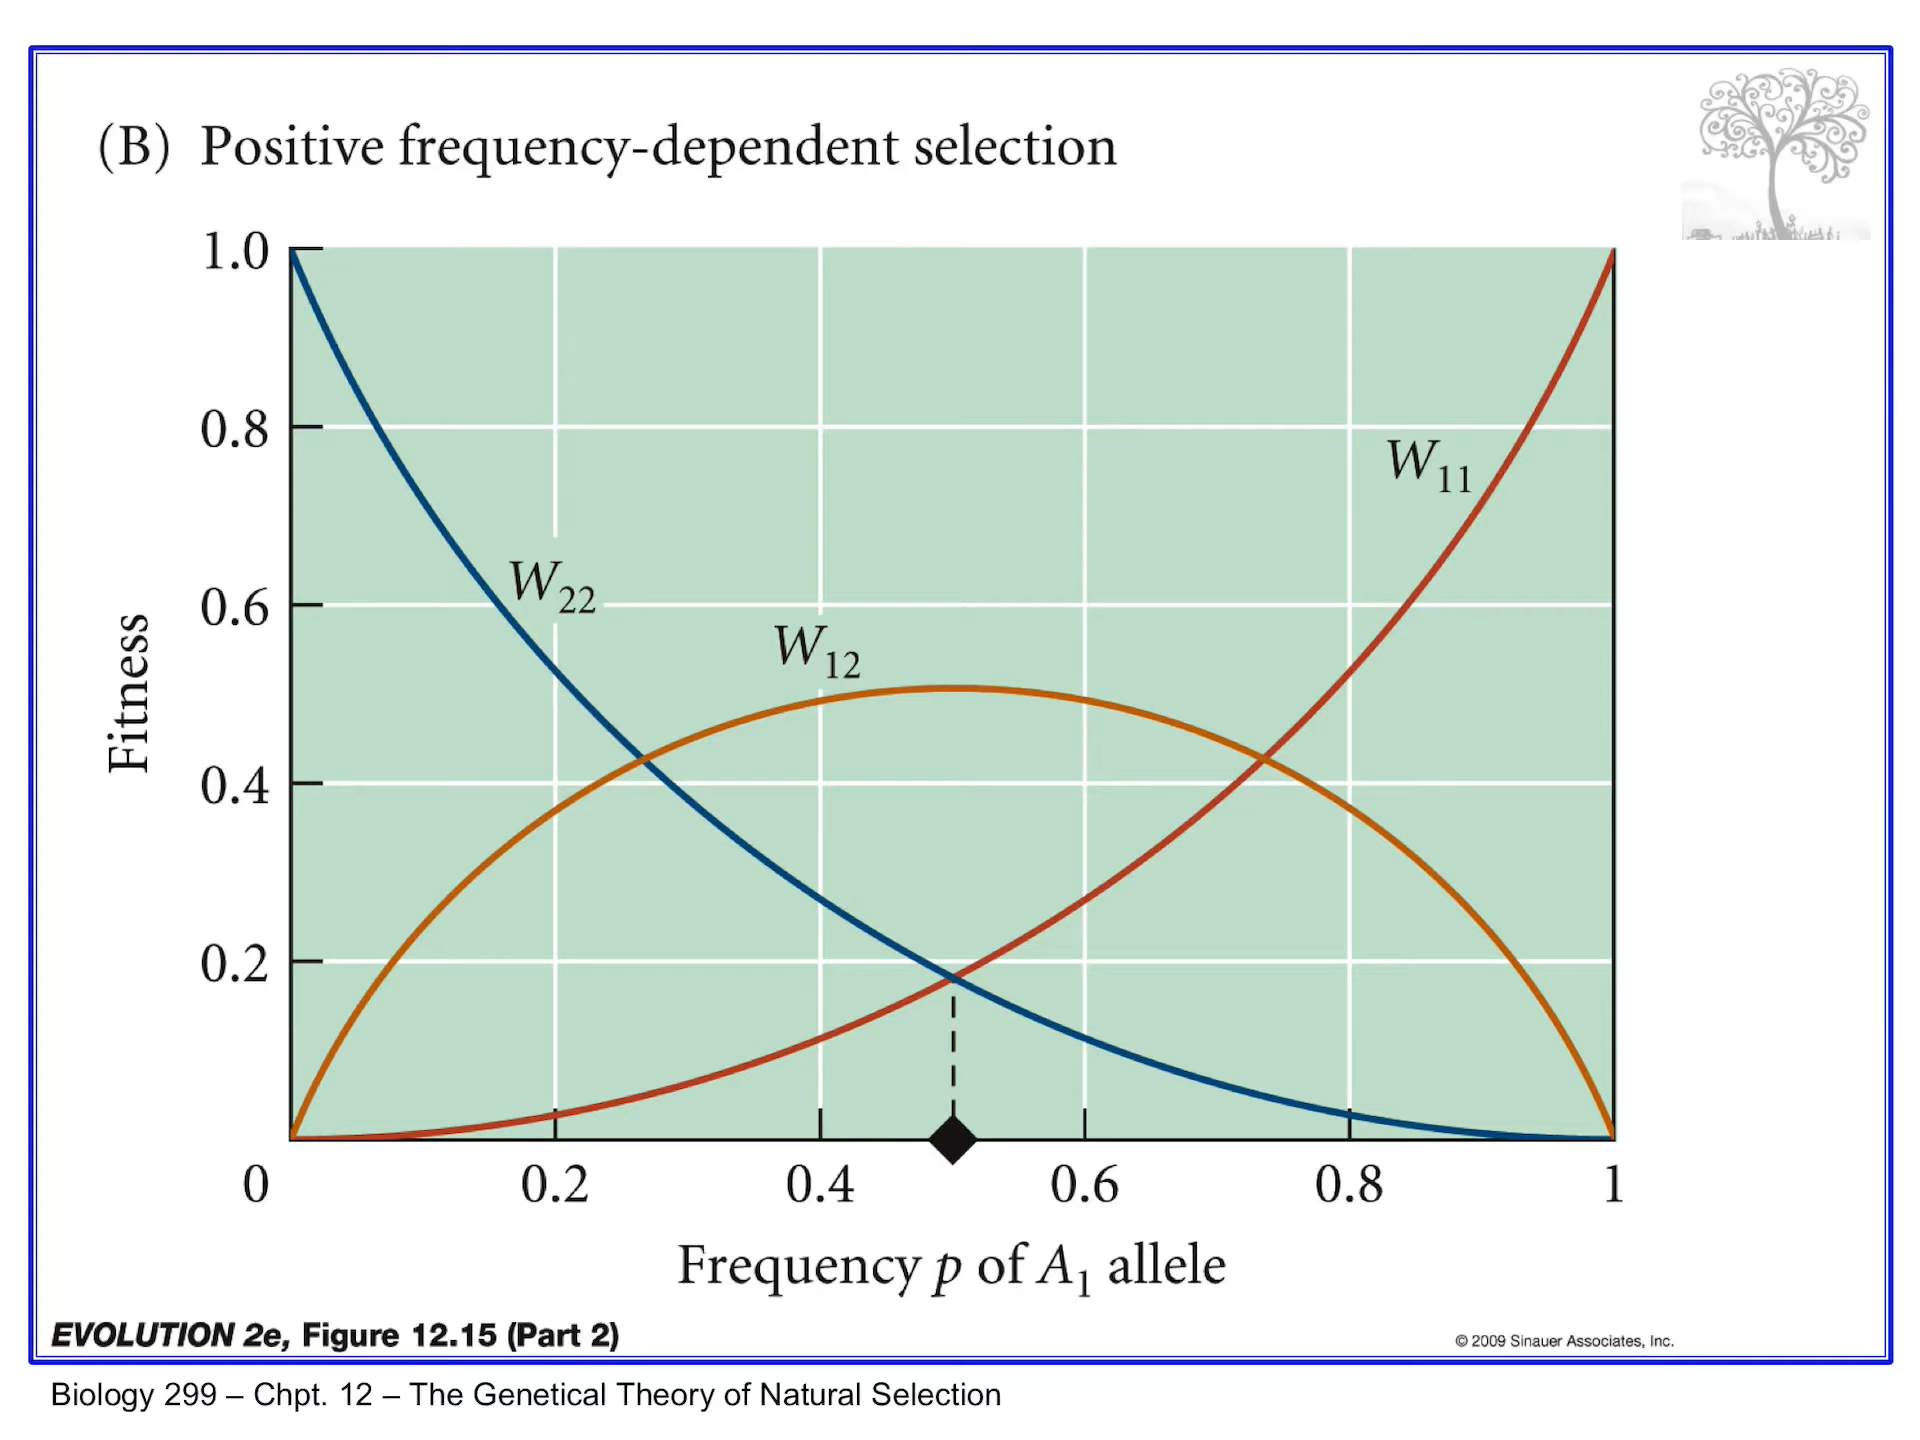 (B) Positive frequency-dependent selection
1.0
0.8
W11
0.6
W22
W12
Fitness
0.4
0.2
0 0.2 0.4 0.6 0.8 1
Frequency p of A1 allele
EVOLUTION 2e, Figure 12.15 (Part 2)
© 2009 Sinauer Associates, Inc.
Biology 299 – Chpt. 12 – The Genetical Theory of Natural Selection